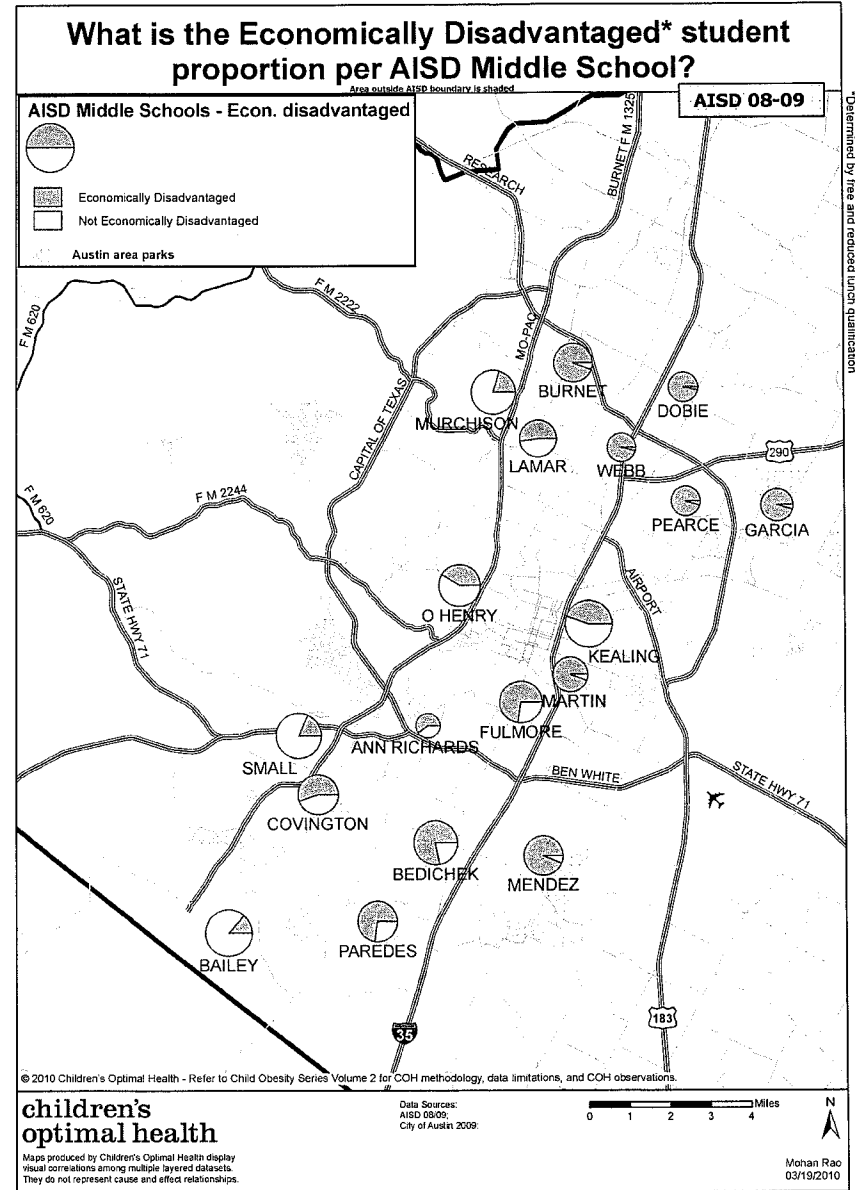 What is the Economically Disadvantaged* student
proportion per AISD Middle School?
Area outside AISD boundary is shaded
AISD 08-09
*Determined by free and reduced lunch qualification
AISD Middle Schools - Econ. disadvantaged
Economically Disadvantaged
Not Economically Disadvantaged
Austin area parks
RESEARCH
BURNET F M 1325
F M 2222
F M 620
MO-PAC
CAPITAL OF TEXAS
BURNET
DOBIE
MURCHISON
LAMAR
WEBB
290
F M 620
F M 2244
PEARCE
GARCIA
STATE HWY 71
AIRPORT
O HENRY
KEALING
MARTIN
FULMORE
ANN RICHARDS
SMALL
BEN WHITE
STATE HWY 71
COVINGTON
BEDICHEK
MENDEZ
PAREDES
BAILEY
183
35
© 2010 Children's Optimal Health - Refer to Child Obesity Series Volume 2 for COH methodology, data limitations, and COH observations.
children's
optimal health
Maps produced by Children's Optimal Health display
visual correlations among multiple layered datasets.
They do not represent cause and effect relationships.
Data Sources:
AISD 08/09;
City of Austin 2009;
Miles
0 1 2 3 4
N
Mohan Rao
03/19/2010